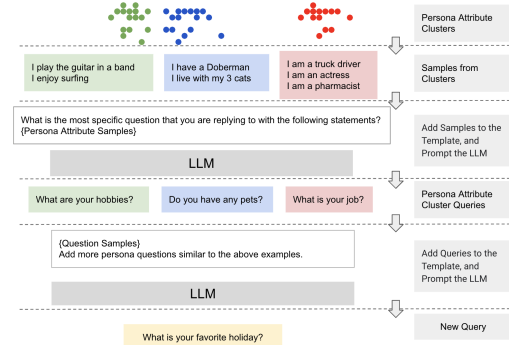 Persona Attribute
Clusters
I play the guitar in a band
I enjoy surfing
I have a Doberman
I live with my 3 cats
I am a truck driver
I am an actress
I am a pharmacist
Samples from
Clusters
What is the most specific question that you are replying to with the following statements?
{Persona Attribute Samples}
Add Samples to the
Template, and
Prompt the LLM
LLM
What are your hobbies?
Do you have any pets?
What is your job?
Persona Attribute
Cluster Queries
{Question Samples}
Add more persona questions similar to the above examples.
Add Queries to the
Template, and
Prompt the LLM
LLM
What is your favorite holiday?
New Query